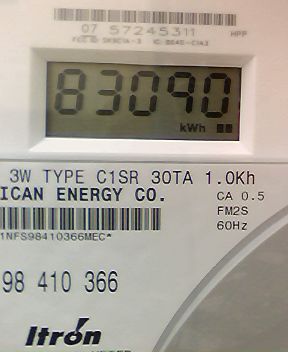 07 57245311
HPP
83090
kWh
3W TYPE C1SR 30TA 1.0Kh
ICAN ENERGY CO.
CA 0.5
FM2S
60Hz
1NFS98410366MEC*
98 410 366
Itron